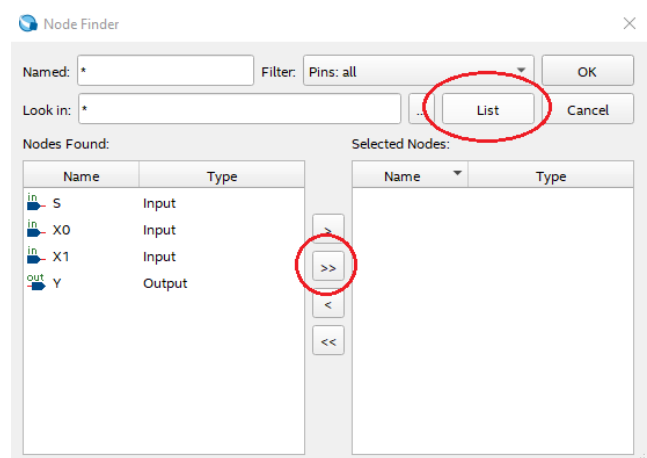 Node Finder
Named: * Filter: Pins: all OK
Look in: * ... List Cancel
Nodes Found: Selected Nodes:
Name Type Name Type
in S Input
in X0 Input >
in X1 Input >>
out Y Output
<
<<